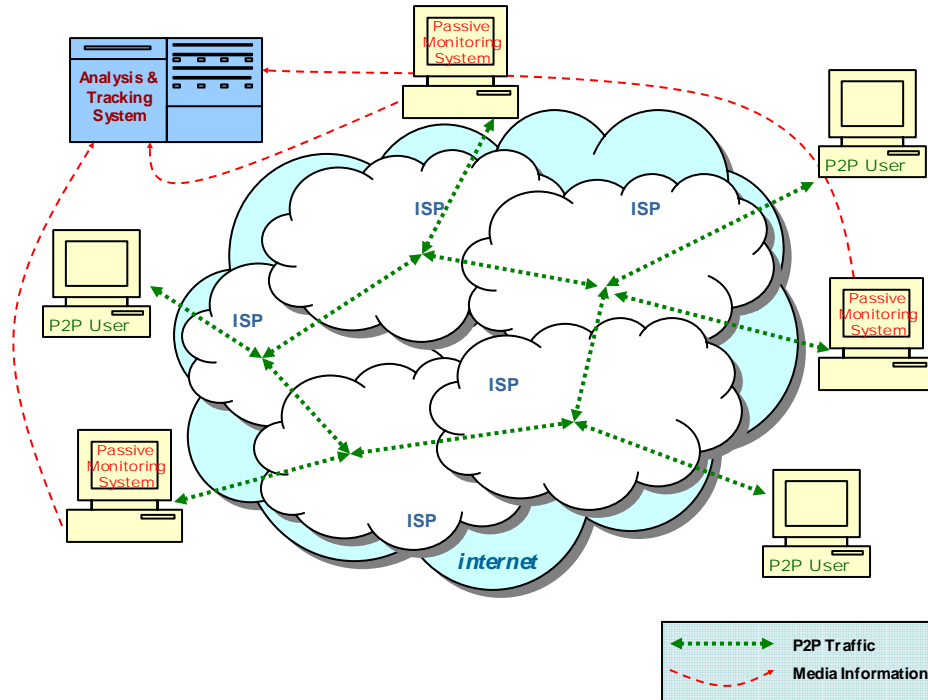 Passive
Monitoring
System
Analysis &
Tracking
System
P2P User
ISP
ISP
P2P User
ISP
Passive
Monitoring
System
ISP
Passive
Monitoring
System
ISP
internet
P2P User
P2P Traffic
Media Information